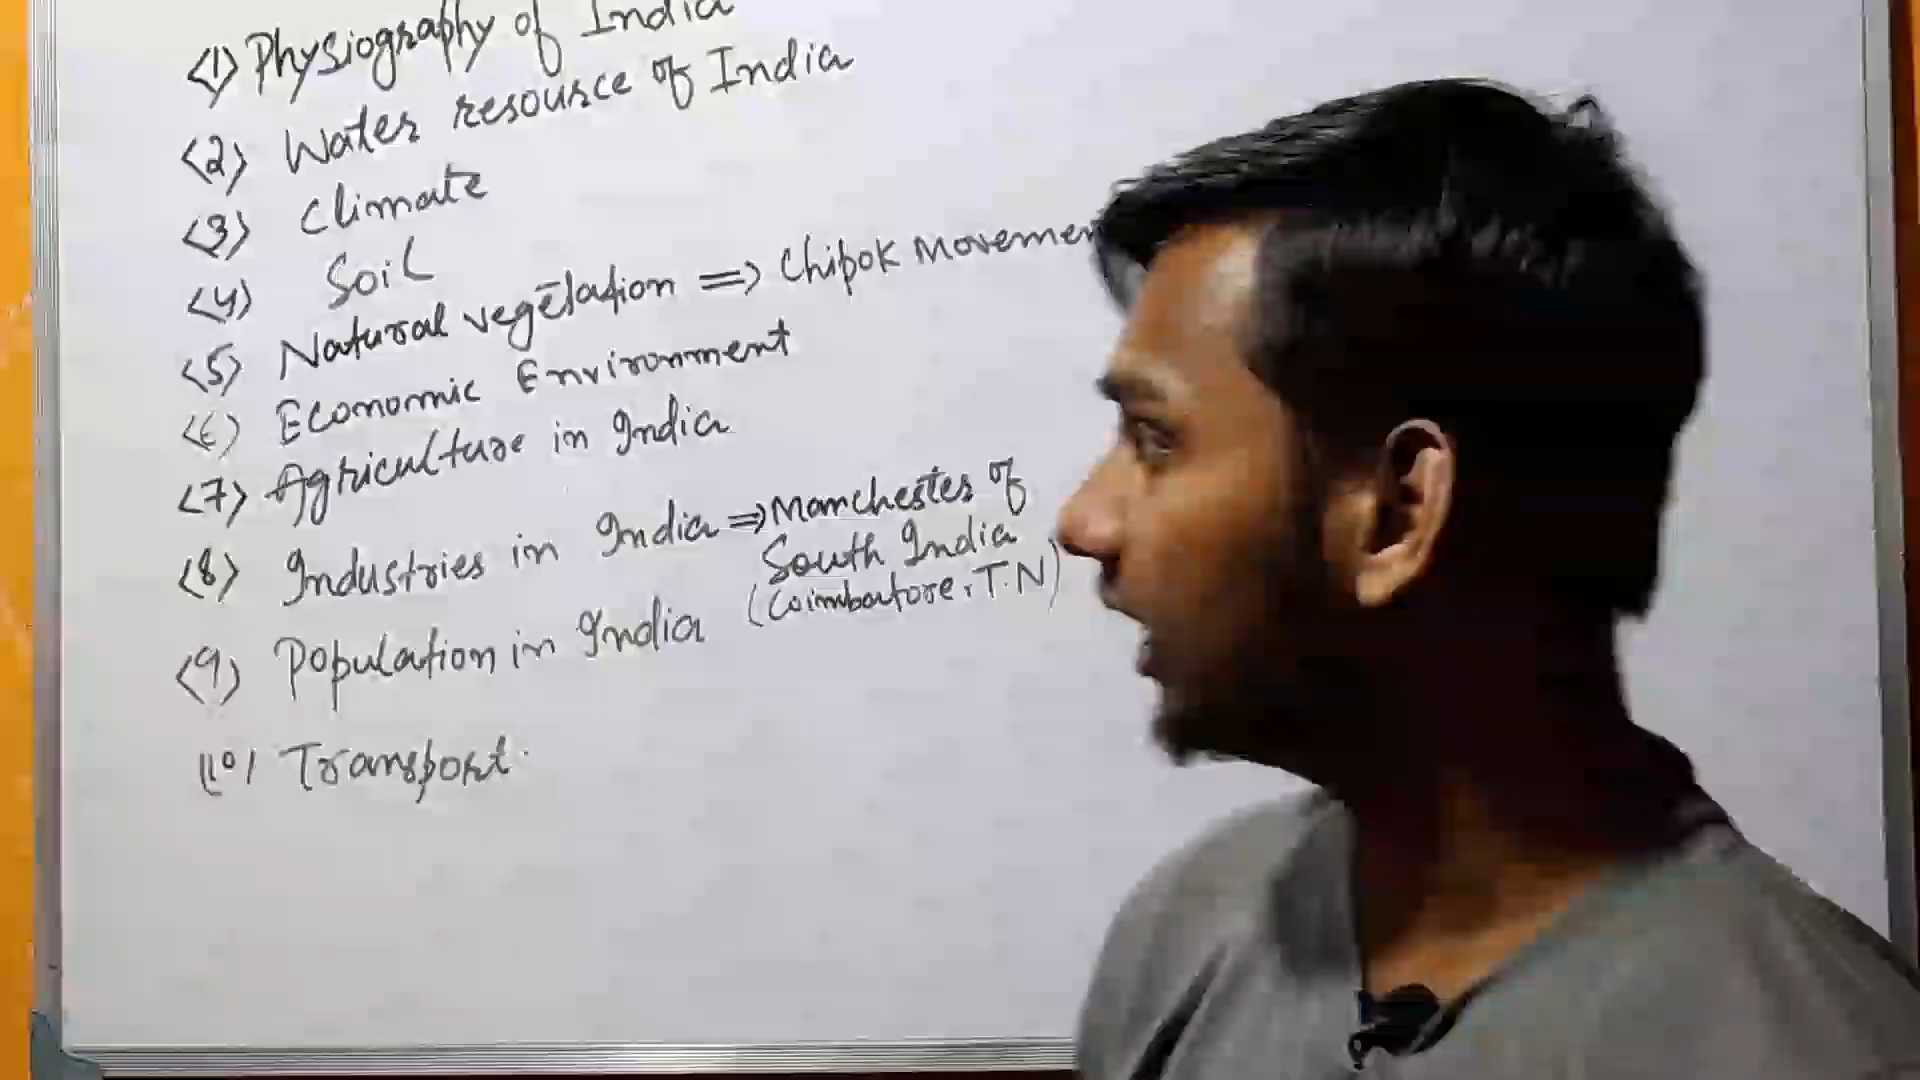 <1> Physiography of India
<2> Water resource of India
<3> Climate
<4> Soil
<5> Natural vegetation => Chipok Movemen
<6> Economic Environment
<7> Agriculture in India
<8> Industries in India => Manchester of
South India
(Coimbatore, T.N)
<9> Population in India
(10) Transport.